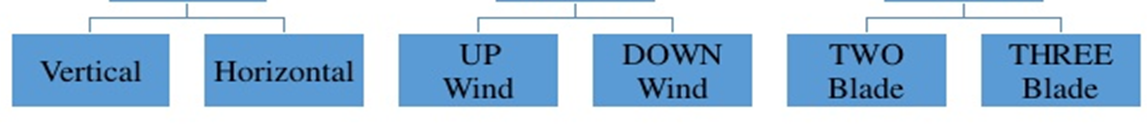 Vertical
Horizontal
UP
Wind
DOWN
Wind
TWO
Blade
THREE
Blade